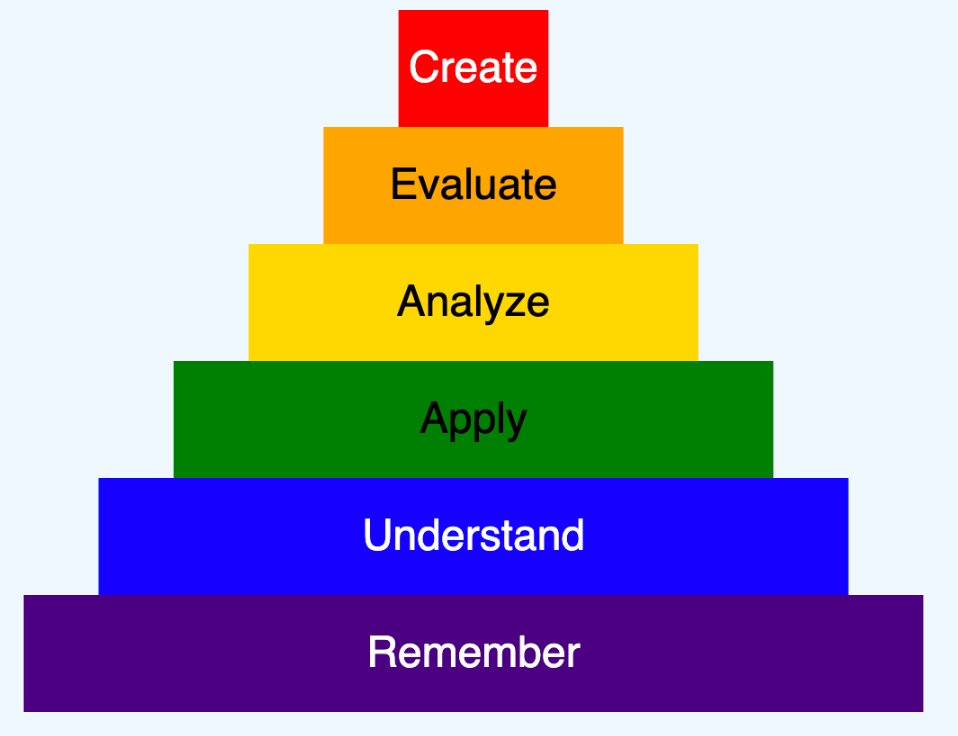 Create
Evaluate
Analyze
Apply
Understand
Remember